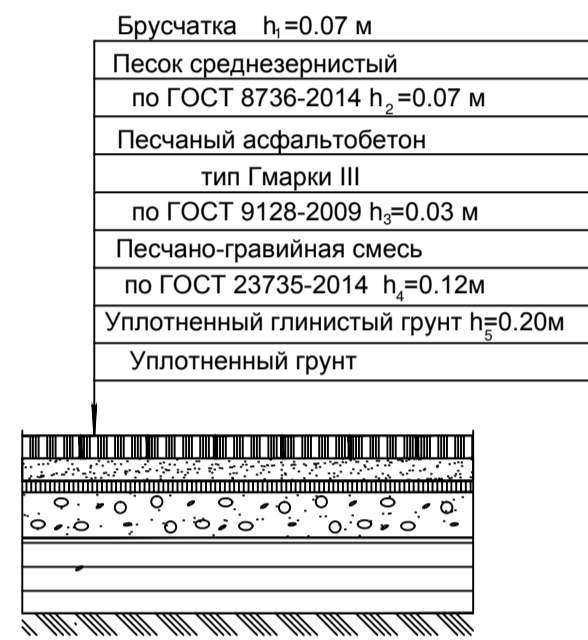 Брусчатка h₁=0.07 м
Песок среднезернистый
по ГОСТ 8736-2014 h₂=0.07 м
Песчаный асфальтобетон
тип Гмарки III
по ГОСТ 9128-2009 h₃=0.03 м
Песчано-гравийная смесь
по ГОСТ 23735-2014 h₄=0.12м
Уплотненный глинистый грунт h₅=0.20м
Уплотненный грунт